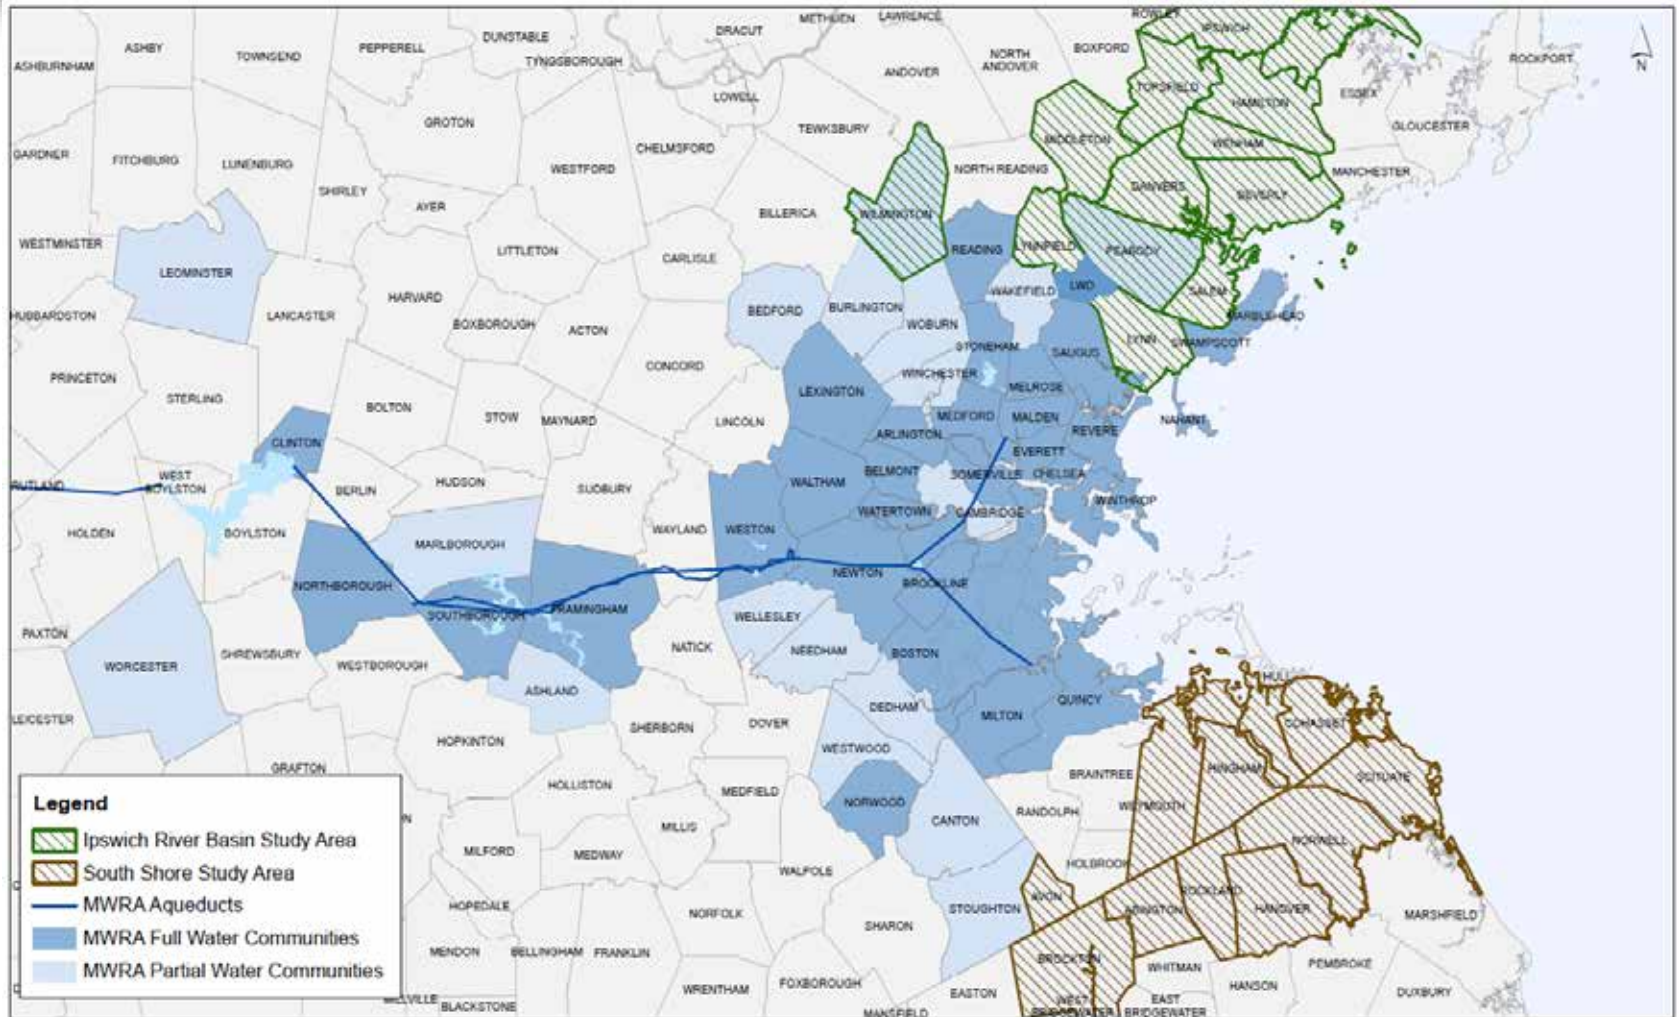 ROWLEY
IPSWICH
METHUEN
LAWRENCE
DRACUT
DUNSTABLE
PEPPERELL
ASHBY
TOWNSEND
ASHBURNHAM
TYNGSBOROUGH
NORTH
ANDOVER
BOXFORD
ROCKPORT
N
ANDOVER
LOWELL
TOPSFIELD
HAMILTON
ESSEX
GLOUCESTER
GROTON
TEWKSBURY
MIDDLETON
WENHAM
GARDNER
FITCHBURG
LUNENBURG
CHELMSFORD
WESTFORD
NORTH READING
MANCHESTER
SHIRLEY
DANVERS
BEVERLY
AYER
BILLERICA
WILMINGTON
WESTMINSTER
LITTLETON
CARLISLE
READING
LYNNFIELD
PEABODY
LEOMINSTER
HARVARD
WAKEFIELD
LWD
SALEM
HUBBARDSTON
LANCASTER
BOXBOROUGH
ACTON
BEDFORD
BURLINGTON
WOBURN
MARBLEHEAD
STONEHAM
SAUGUS
LYNN
SWAMPSCOTT
PRINCETON
CONCORD
WINCHESTER
STERLING
BOLTON
STOW
MAYNARD
LINCOLN
LEXINGTON
MELROSE
MEDFORD
MALDEN
NAHANT
ARLINGTON
REVERE
CLINTON
EVERETT
RUTLAND
WEST
BOYLSTON
BERLIN
HUDSON
SUDBURY
WALTHAM
BELMONT
SOMERVILLE
CHELSEA
WINTHROP
HOLDEN
BOYLSTON
MARLBOROUGH
WAYLAND
WESTON
WATERTOWN
CAMBRIDGE
NORTHBOROUGH
SOUTHBOROUGH
FRAMINGHAM
NEWTON
BROOKLINE
PAXTON
WORCESTER
SHREWSBURY
WESTBOROUGH
NATICK
WELLESLEY
NEEDHAM
BOSTON
LEICESTER
ASHLAND
SHERBORN
DOVER
DEDHAM
MILTON
QUINCY
HULL
COHASSET
HOPKINTON
WESTWOOD
GRAFTON
HOLLISTON
MEDFIELD
NORWOOD
BRAINTREE
HINGHAM
SCITUATE
RANDOLPH
WEYMOUTH
CANTON
MILLIS
NORWELL
MILFORD
MEDWAY
WALPOLE
HOLBROOK
HOPEDALE
NORFOLK
SHARON
STOUGHTON
AVON
ABINGTON
ROCKLAND
HANOVER
MARSHFIELD
MENDON
BELLINGHAM
FRANKLIN
BROCKTON
WHITMAN
PEMBROKE
WRENTHAM
FOXBOROUGH
EASTON
HANSON
DUXBURY
MILLVILLE
BLACKSTONE
MANSFIELD
WEST
BRIDGEWATER
EAST
BRIDGEWATER
Legend
Ipswich River Basin Study Area
South Shore Study Area
MWRA Aqueducts
MWRA Full Water Communities
MWRA Partial Water Communities